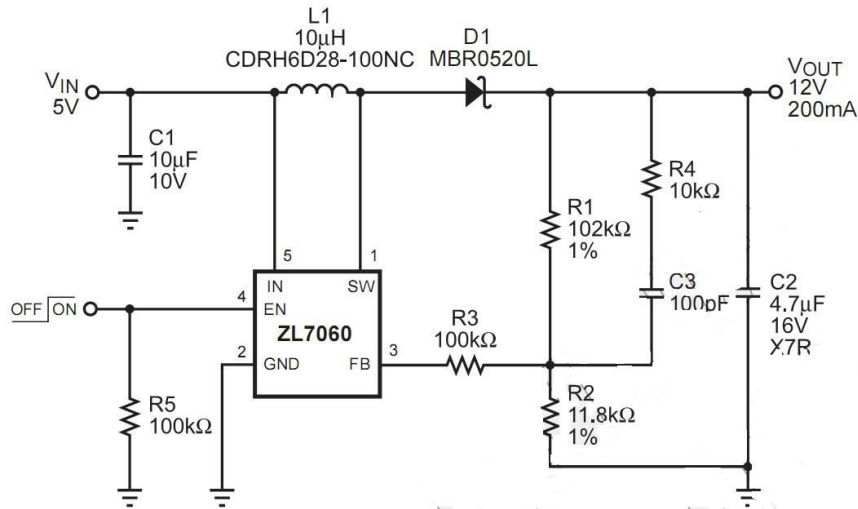 L1
10µH
CDRH6D28-100NC
D1
MBR0520L
VIN
5V
VOUT
12V
200mA
C1
10µF
10V
R4
10kΩ
R1
102kΩ
1%
5
1
IN
SW
C3
100pF
C2
4.7µF
16V
X7R
OFF ON
4
EN
ZL7060
R3
100kΩ
2
GND
FB
3
R5
100kΩ
R2
11.8kΩ
1%